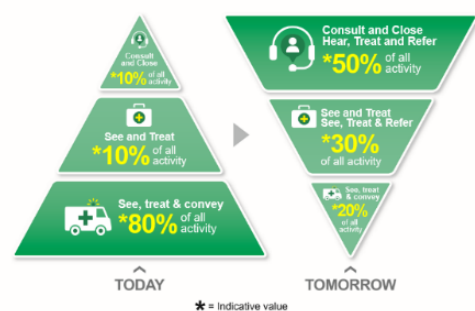 Consult
and Close
*10% of all
activity
See and Treat
*10% of all
activity
See, treat & convey
*80% of all
activity
TODAY
Consult and Close
Hear, Treat and Refer
*50% of all
activity
See and Treat
See, Treat & Refer
*30%
of all activity
See, treat
& convey
*20%
of all
activity
TOMORROW
* = Indicative value